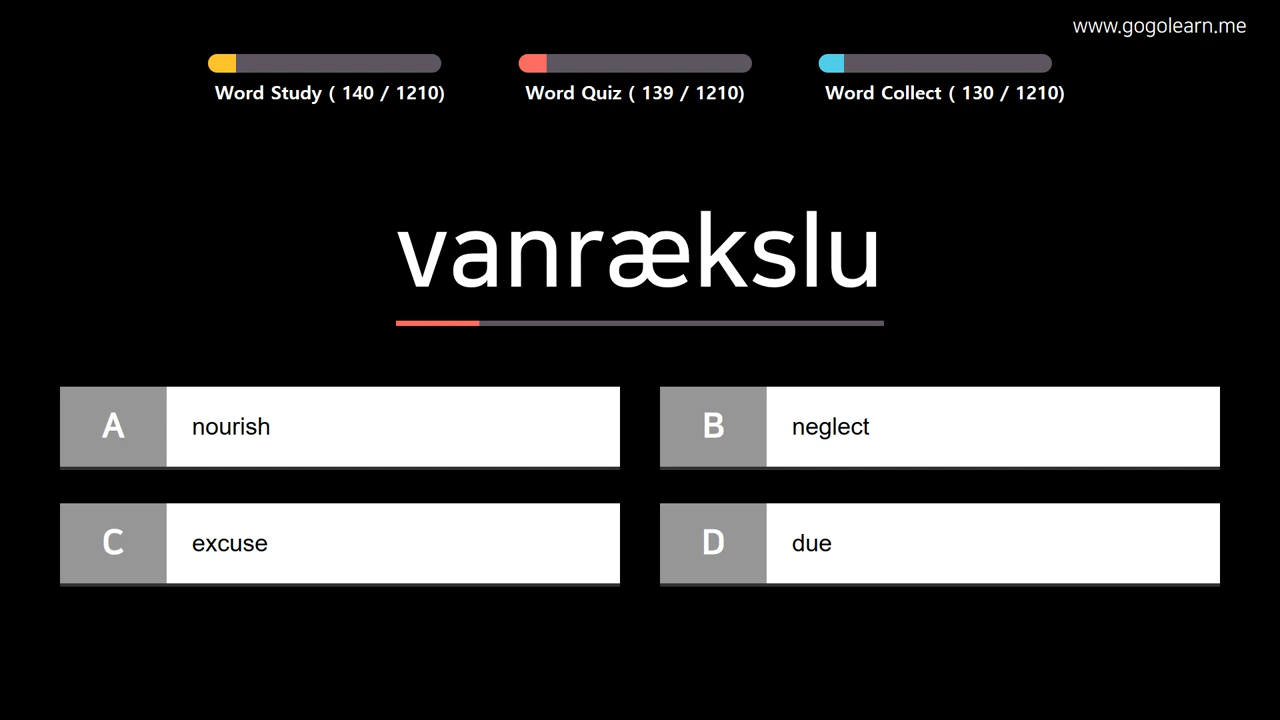 www.gogolearn.me
Word Study ( 140 / 1210)
Word Quiz ( 139 / 1210)
Word Collect ( 130 / 1210)
vanrækslu
A nourish
B neglect
C excuse
D due